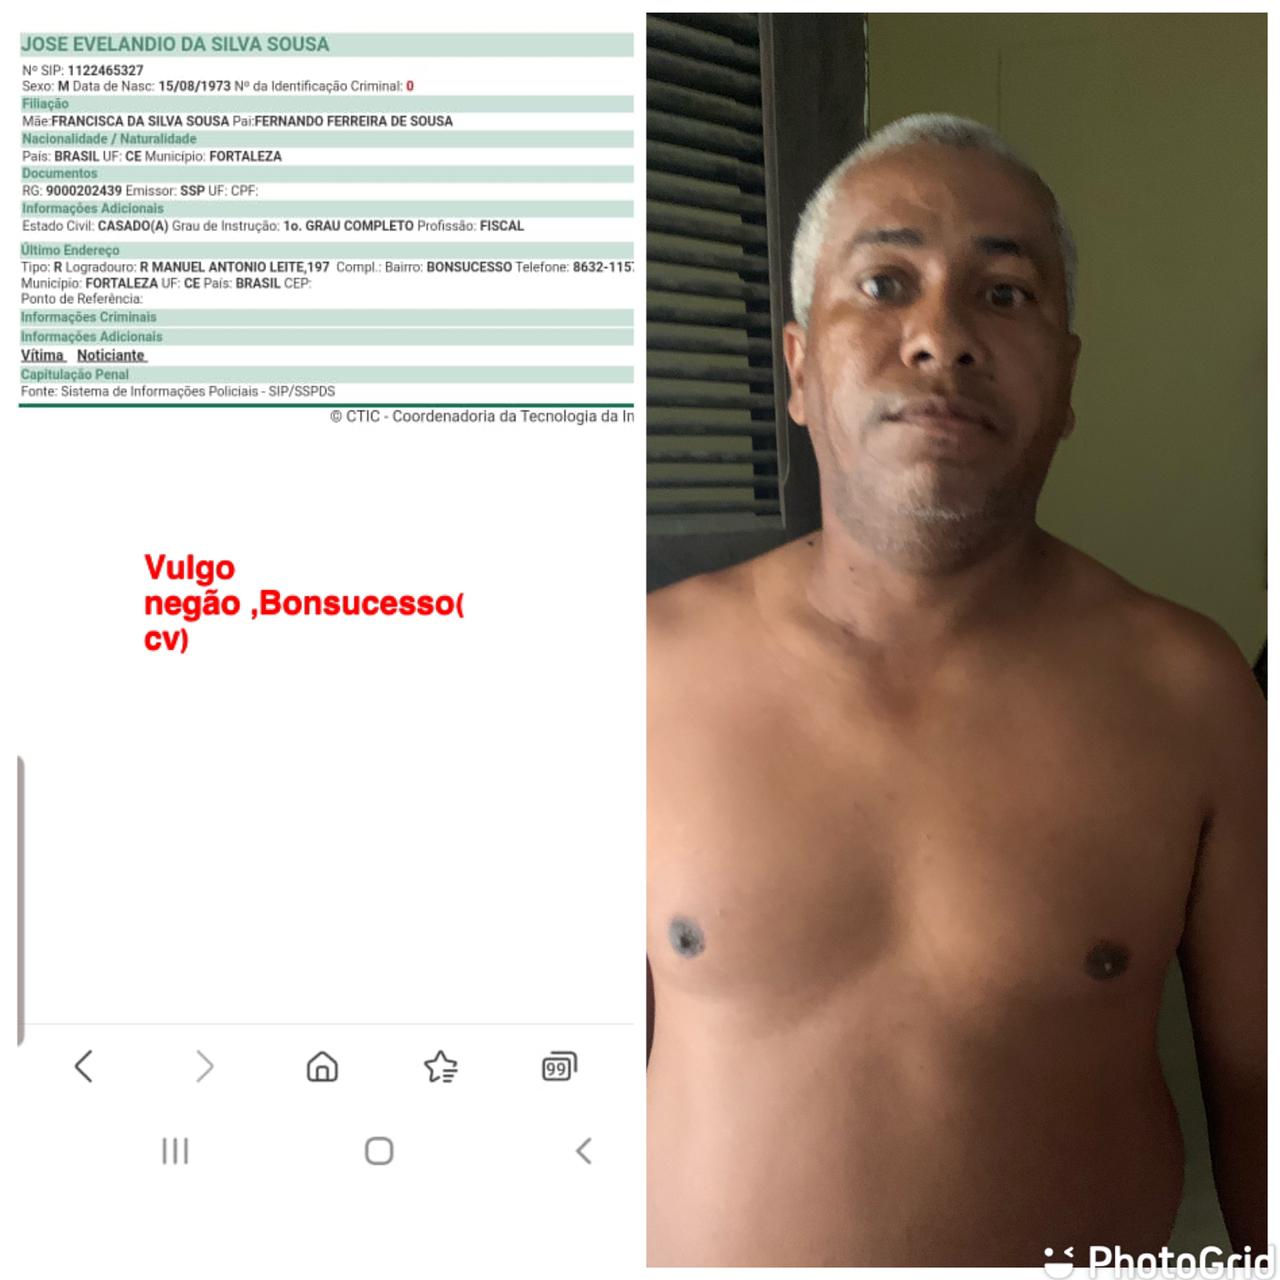 JOSE EVELANDIO DA SILVA SOUSA
Nº SIP: 1122465327
Sexo: M Data de Nasc: 15/08/1973 Nº da Identificação Criminal: 0
Filiação
Mãe:FRANCISCA DA SILVA SOUSA Pai:FERNANDO FERREIRA DE SOUSA
Nacionalidade / Naturalidade
País: BRASIL UF: CE Município: FORTALEZA
Documentos
RG: 9000202439 Emissor: SSP UF: CPF:
Informações Adicionais
Estado Civil: CASADO(A) Grau de Instrução: 1o. GRAU COMPLETO Profissão: FISCAL
Último Endereço
Tipo: R Logradouro: R MANUEL ANTONIO LEITE,197 Compl.: Bairro: BONSUCESSO Telefone: 8632-115
Município: FORTALEZA UF: CE País: BRASIL CEP:
Ponto de Referência:
Informações Criminais
Informações Adicionais
Vítima Noticiante
Capitulação Penal
Fonte: Sistema de Informações Policiais - SIP/SSPDS
© CTIC - Coordenadoria da Tecnologia da In
Vulgo
negão ,Bonsucesso(
cv)
99
PhotoGrid